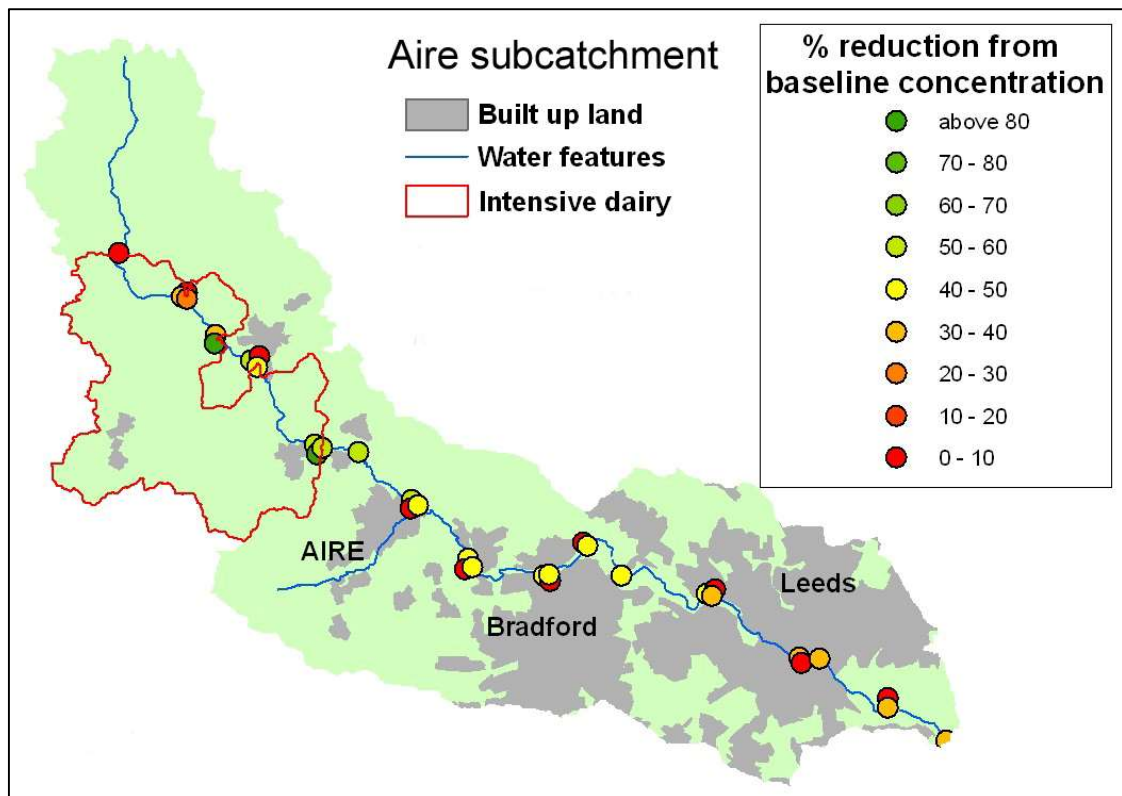 Aire subcatchment
Built up land
Water features
Intensive dairy
% reduction from
baseline concentration
above 80
70 - 80
60 - 70
50 - 60
40 - 50
30 - 40
20 - 30
10 - 20
0 - 10
AIRE
Bradford
Leeds